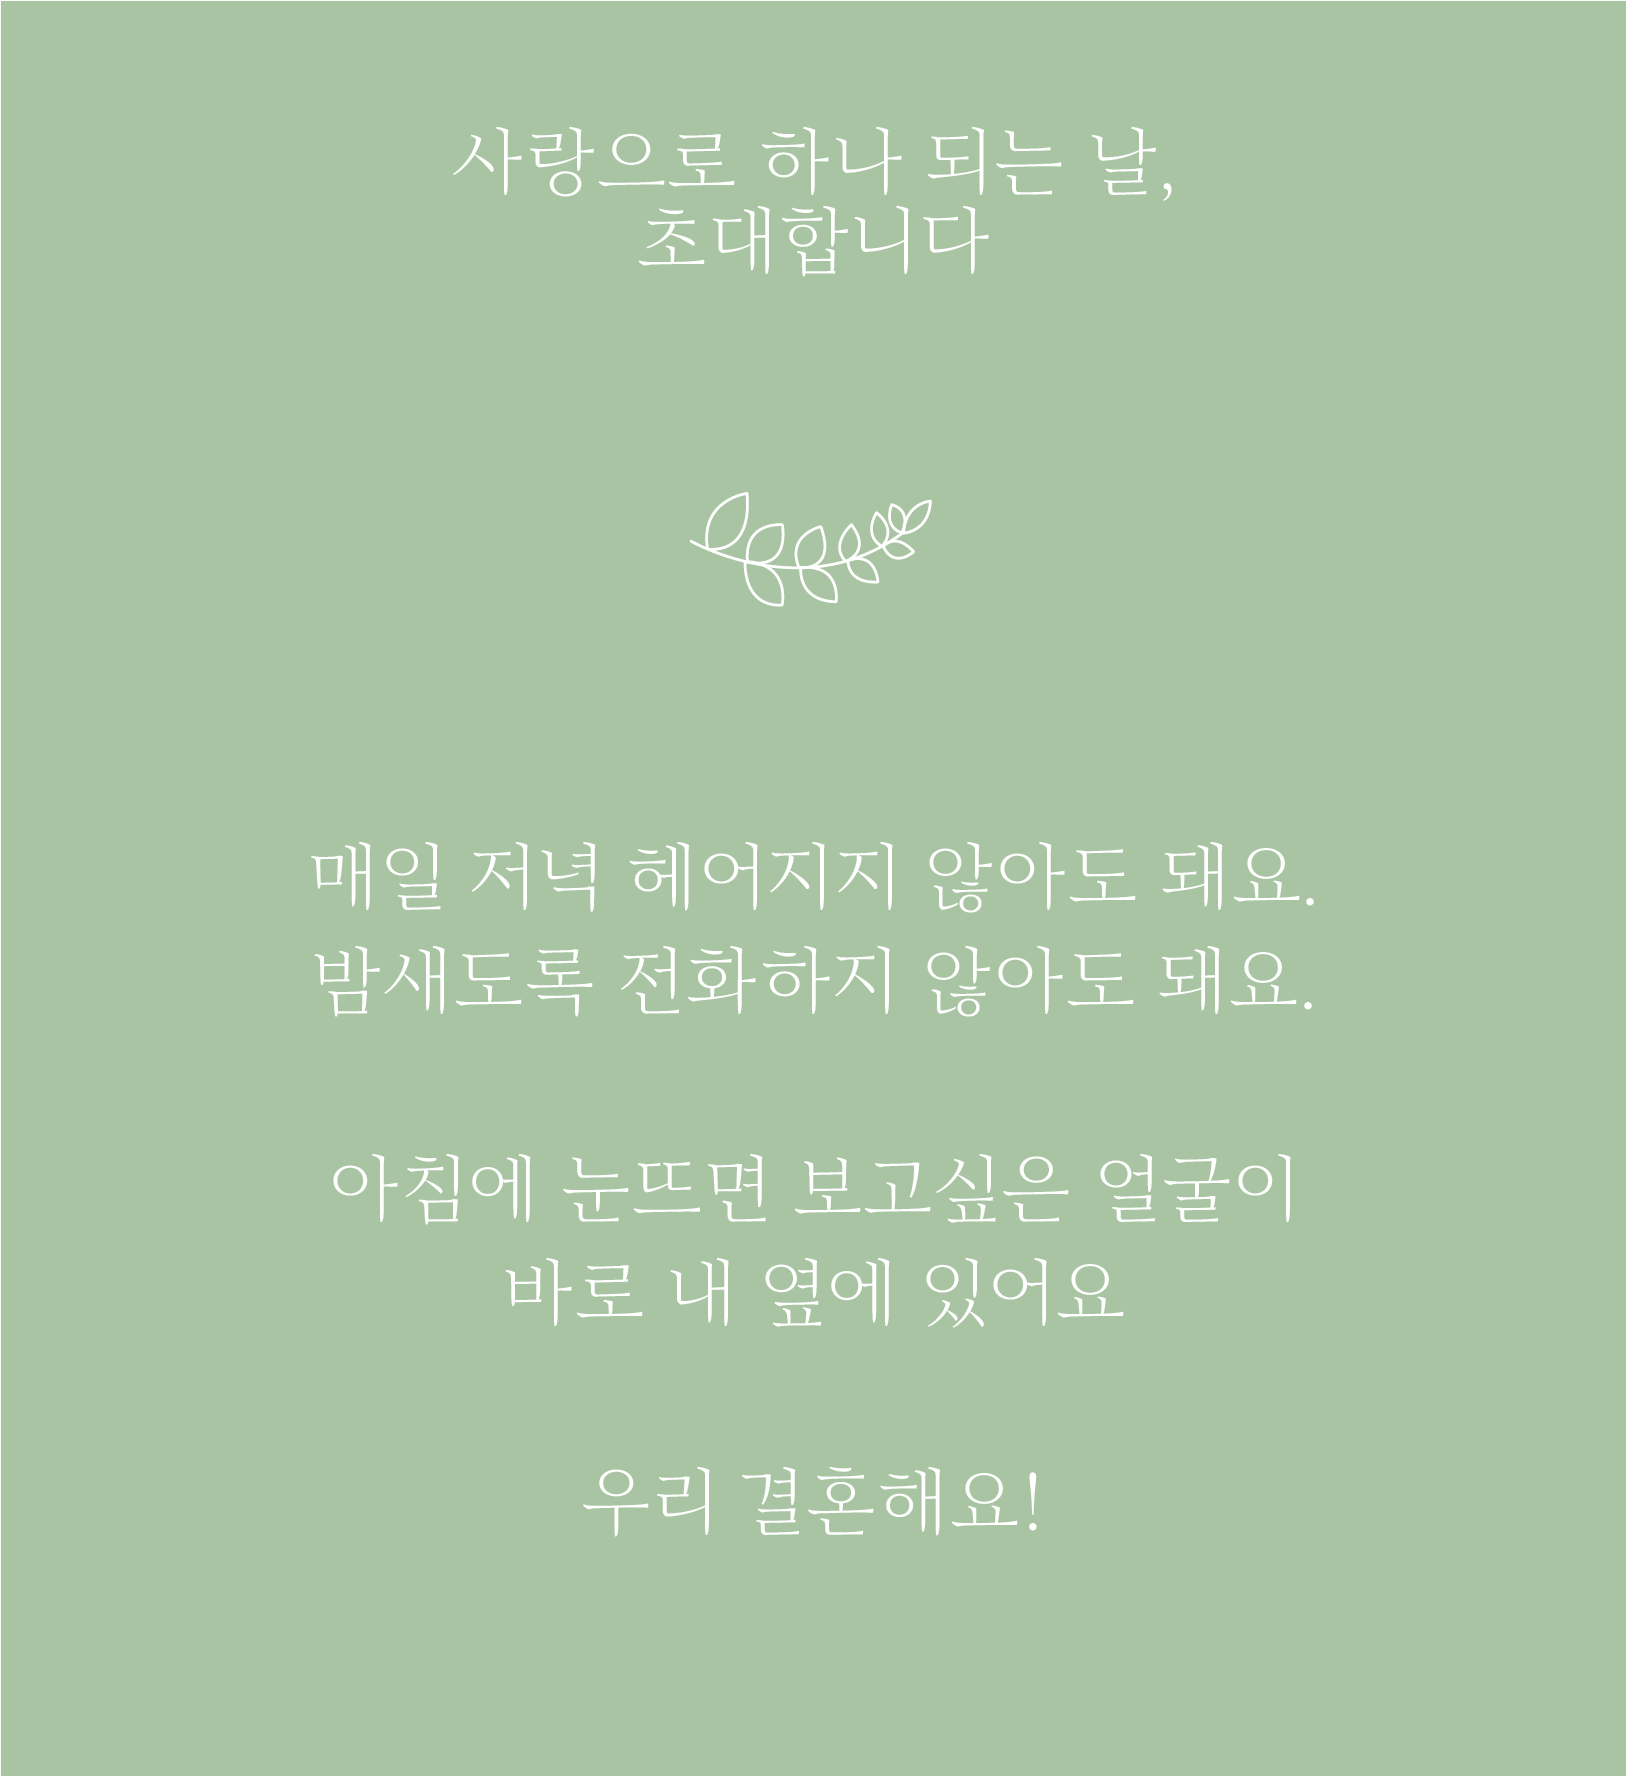 사랑으로 하나 되는 날,
초대합니다
매일 저녁 헤어지지 않아도 돼요.
밤새도록 전화하지 않아도 돼요.
아침에 눈뜨면 보고싶은 얼굴이
바로 내 옆에 있어요
우리 결혼해요!